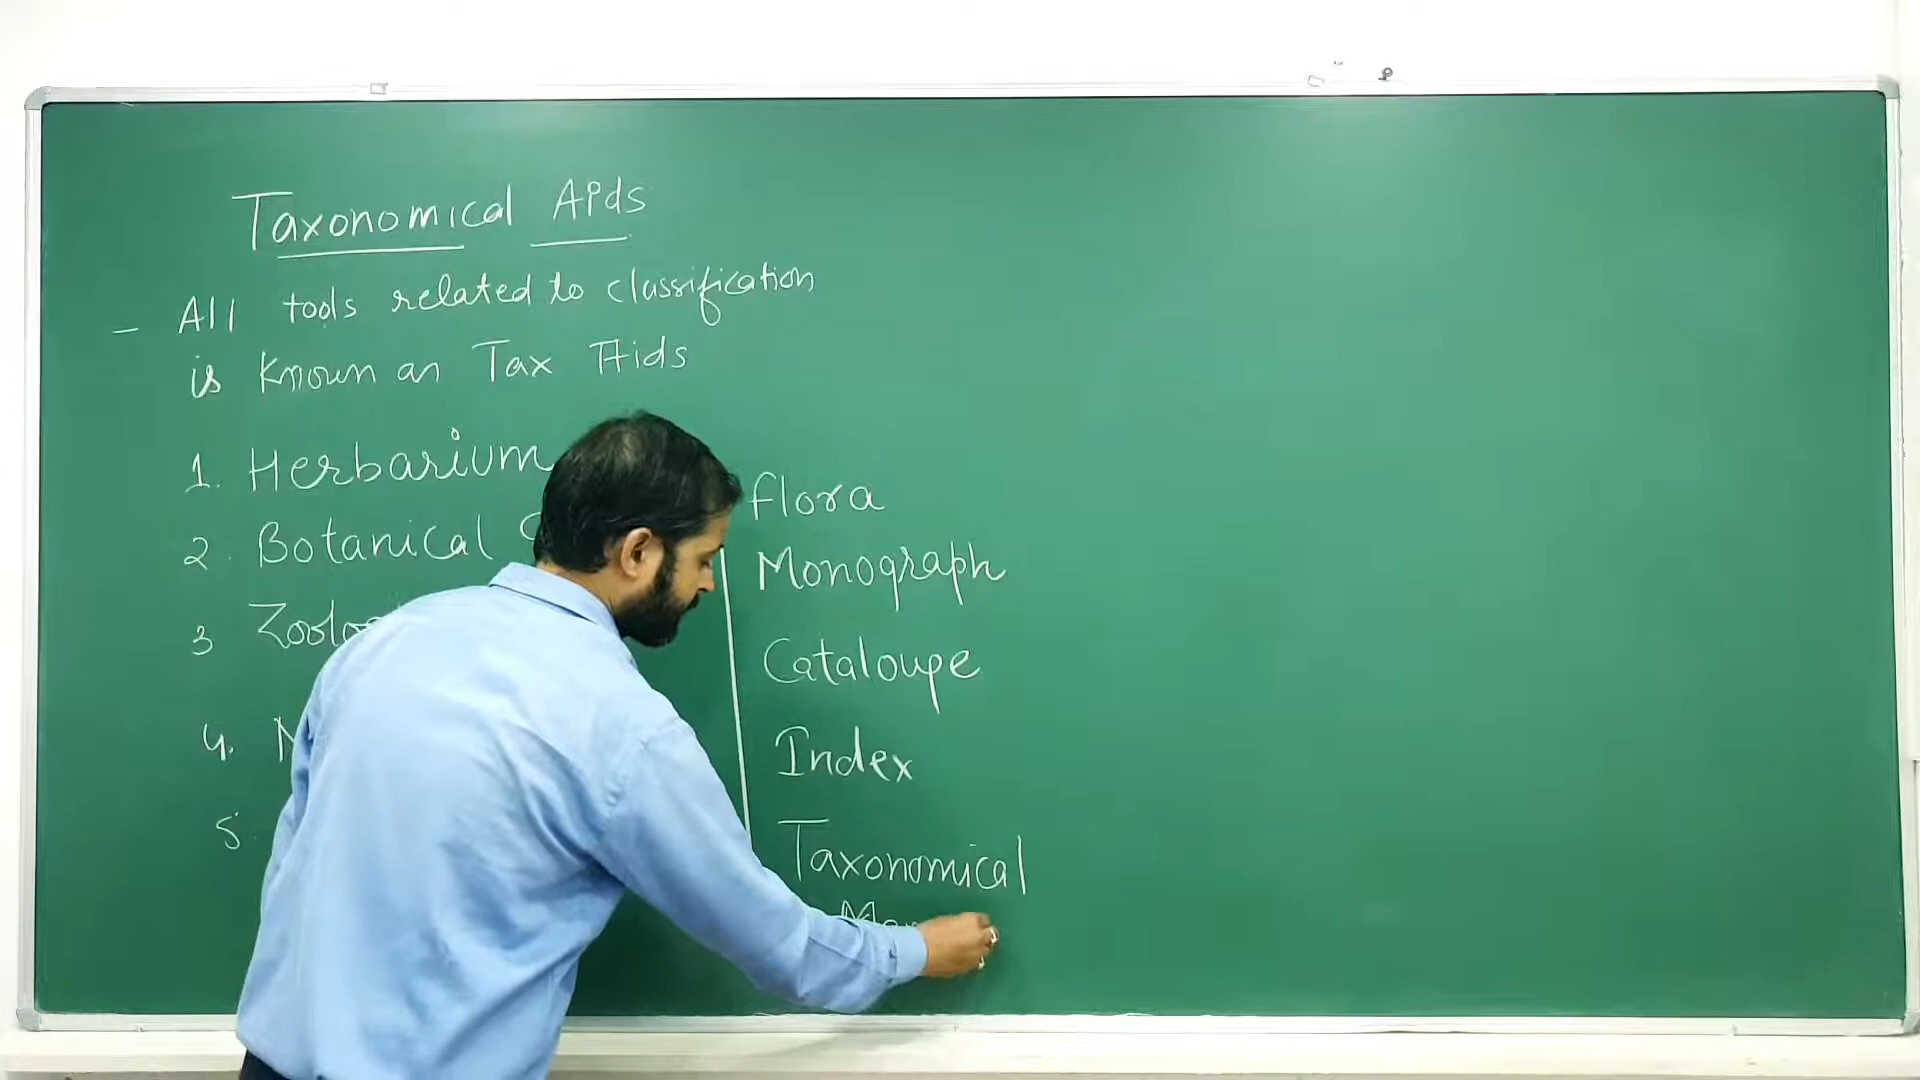 Taxonomical Aids
– All tools related to classification
is Known as Tax Aids
1. Herbarium
2. Botanical
3
4.
5.
Flora
Monograph
Cataloupe
Index
Taxonomical